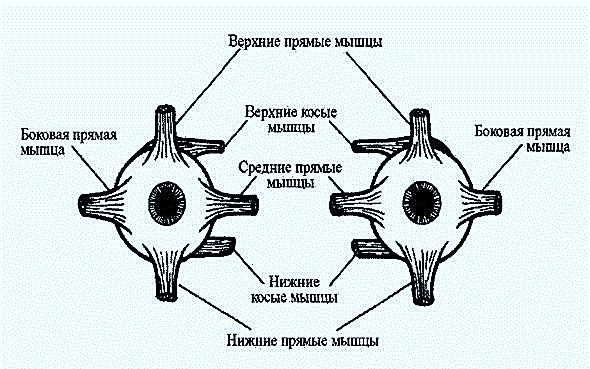 Верхние прямые мышцы
Верхние косые
мышцы
Боковая прямая
мышца
Боковая прямая
мышца
Средние прямые
мышцы
Нижние
косые мышцы
Нижние прямые мышцы